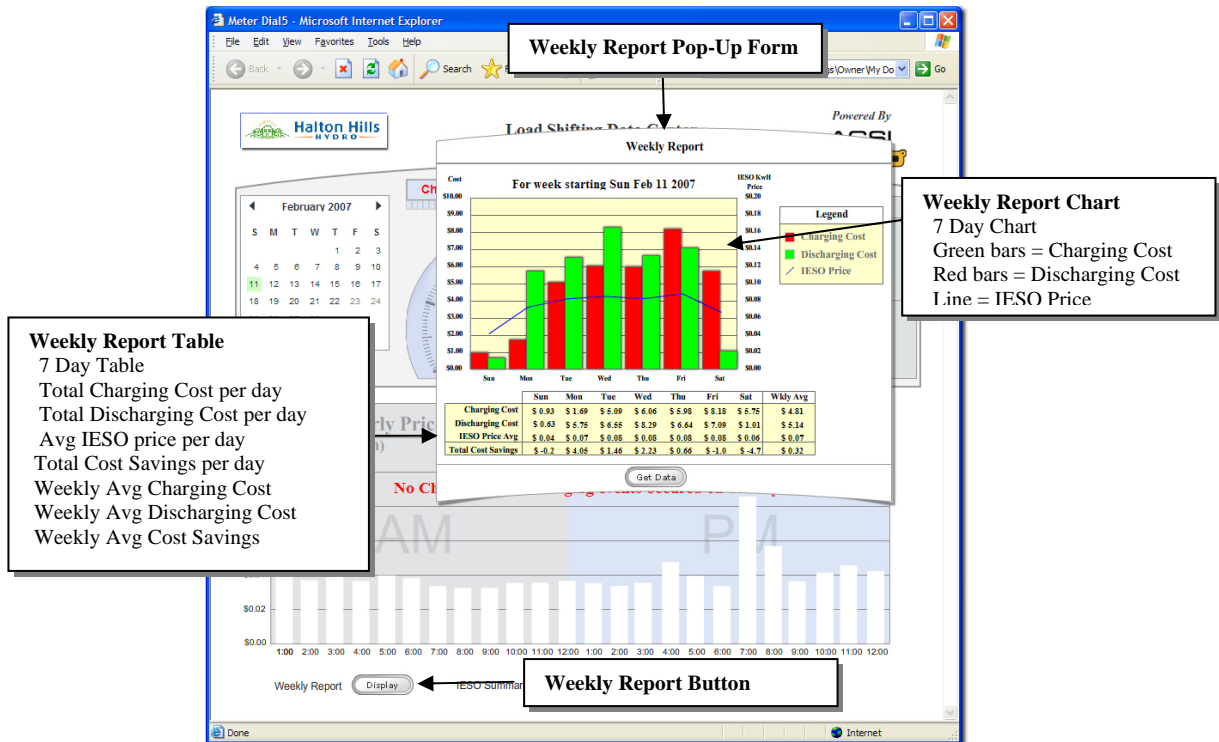 Meter Dial5 - Microsoft Internet Explorer
File Edit View Favorites Tools Help
Back Search
Owner\My Do Go
Weekly Report Pop-Up Form
Halton Hills
HYDRO
Powered By
Weekly Report
For week starting Sun Feb 11 2007
Cost
$10.00
$9.00
$8.00
$7.00
$6.00
$5.00
$4.00
$3.00
$2.00
$1.00
$0.00
IESO KwH
Price
$0.20
$0.18
$0.16
$0.14
$0.12
$0.10
$0.08
$0.06
$0.04
$0.02
$0.00
Sun Mon Tue Wed Thu Fri Sat
Legend
Charging Cost
Discharging Cost
IESO Price
Sun Mon Tue Wed Thu Fri Sat Wkly Avg
Charging Cost $ 0.93 $ 1.69 $ 5.09 $ 6.06 $ 5.98 $ 8.18 $ 5.75 $ 4.81
Discharging Cost $ 0.63 $ 5.75 $ 6.55 $ 8.29 $ 6.64 $ 7.09 $ 1.01 $ 5.14
IESO Price Avg $ 0.04 $ 0.07 $ 0.08 $ 0.08 $ 0.08 $ 0.08 $ 0.06 $ 0.07
Total Cost Savings $ -0.2 $ 4.05 $ 1.46 $ 2.23 $ 0.66 $ -1.0 $ -4.7 $ 0.32
Get Data
Weekly Report Chart
7 Day Chart
Green bars = Charging Cost
Red bars = Discharging Cost
Line = IESO Price
February 2007
S M T W T F S
1 2 3
4 5 6 7 8 9 10
11 12 13 14 15 16 17
18 19 20 21 22 23 24
Weekly Report Table
7 Day Table
Total Charging Cost per day
Total Discharging Cost per day
Avg IESO price per day
Total Cost Savings per day
Weekly Avg Charging Cost
Weekly Avg Discharging Cost
Weekly Avg Cost Savings
No
AM PM
$0.02
$0.00
1:00 2:00 3:00 4:00 5:00 6:00 7:00 8:00 9:00 10:00 11:00 12:00 1:00 2:00 3:00 4:00 5:00 6:00 7:00 8:00 9:00 10:00 11:00 12:00
Weekly Report Display IESO
Weekly Report Button
Done Internet